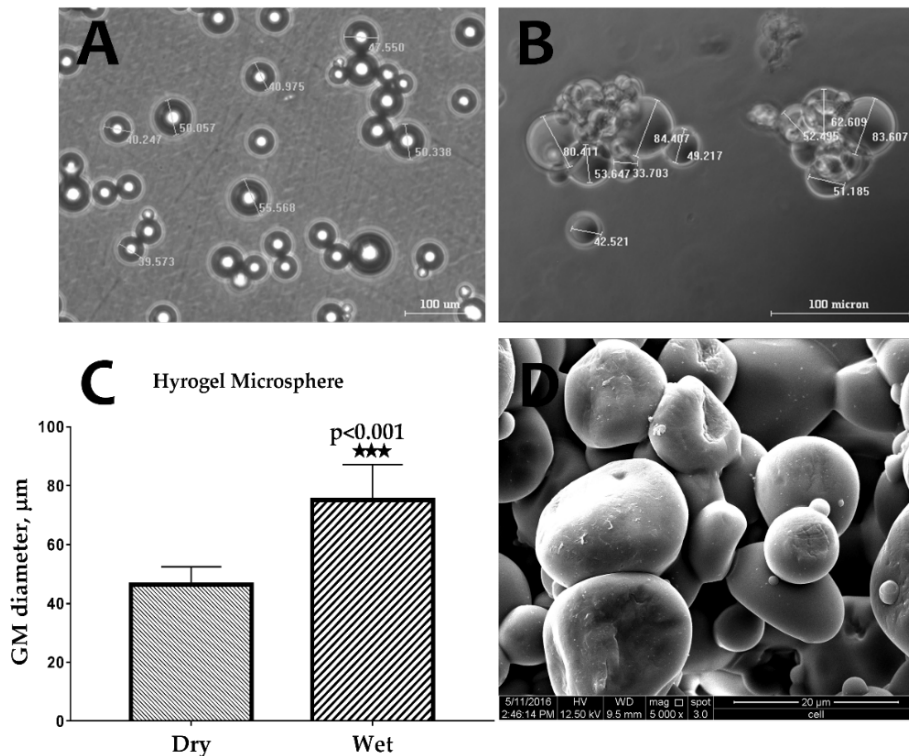 A
47.550
40.975
40.247
58.057
50.338
55.568
39.573
100 um
B
84.407
80.411
49.217
53.647
33.703
42.521
62.609
52.495
83.607
51.185
100 micron
C
Hyrogel Microsphere
p<0.001
★★★
GM diameter, µm
100
80
60
40
20
0
Dry
Wet
D
5/11/2016 HV WD mag spot 20 µm
2:46:14 PM 12.50 kV 9.5 mm 5 000 x 3.0 cell